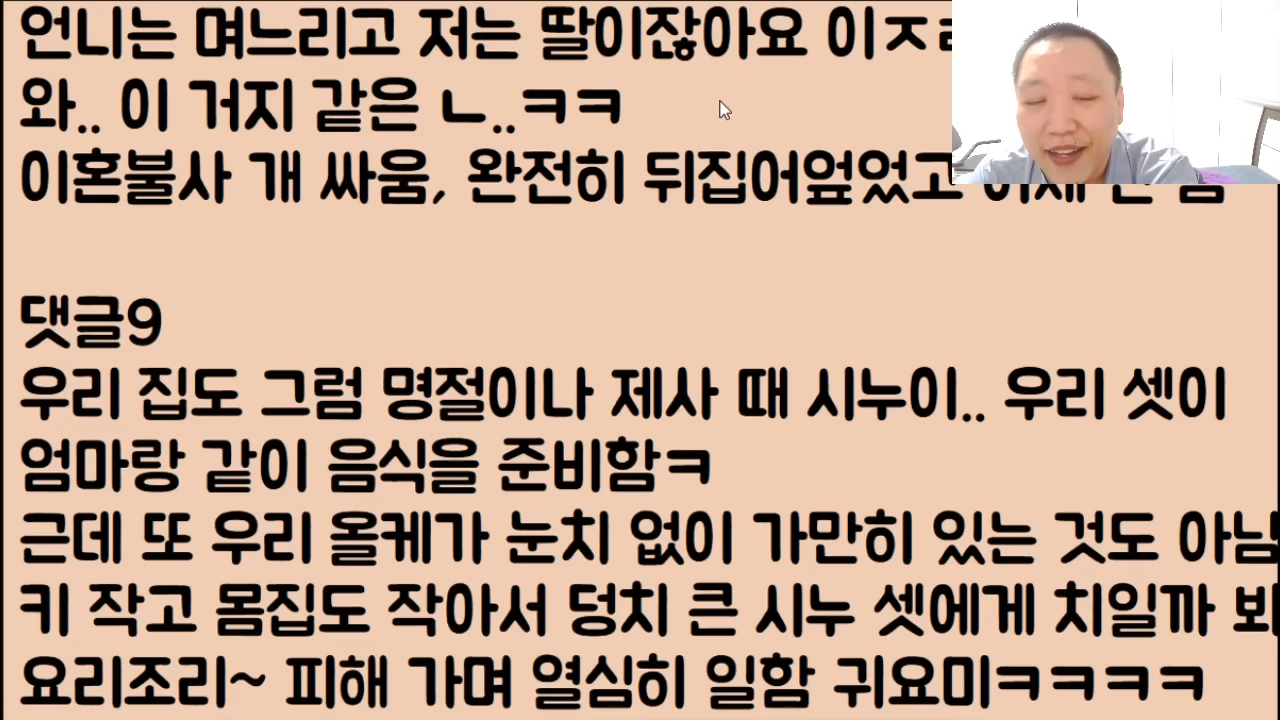 언니는 며느리고 저는 딸이잖아요 이ㅈㄹ
와.. 이 거지 같은 ㄴ..ㅋㅋ
이혼불사 개 싸움, 완전히 뒤집어엎었고
댓글9
우리 집도 그럼 명절이나 제사 때 시누이.. 우리 셋이
엄마랑 같이 음식을 준비함ㅋ
근데 또 우리 올케가 눈치 없이 가만히 있는 것도 아님
키 작고 몸집도 작아서 덩치 큰 시누 셋에게 치일까 봐
요리조리~ 피해 가며 열심히 일함 귀요미ㅋㅋㅋㅋ